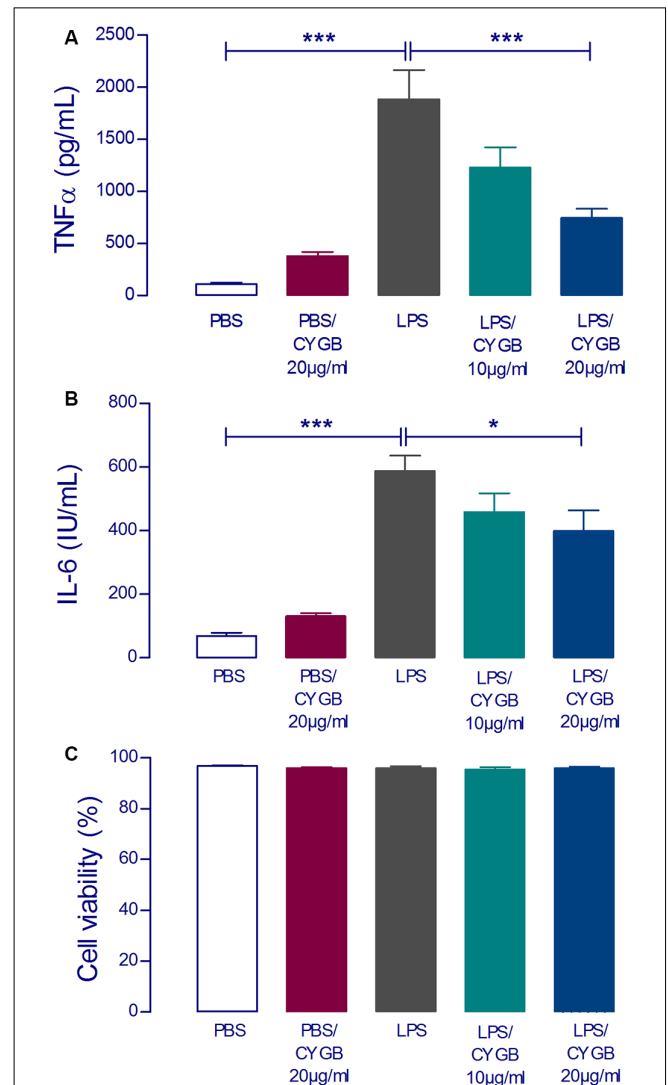 A
*** ***
TNFα (pg/mL)
2500
2000
1500
1000
500
0
PBS PBS/ LPS LPS/ LPS/
CYGB CYGB CYGB
20µg/ml 10µg/ml 20µg/ml
B
*** *
IL-6 (IU/mL)
800
600
400
200
0
PBS PBS/ LPS LPS/ LPS/
CYGB CYGB CYGB
20µg/ml 10µg/ml 20µg/ml
C
Cell viability (%)
100
80
60
40
20
0
PBS PBS/ LPS LPS/ LPS/
CYGB CYGB CYGB
20µg/ml 10µg/ml 20µg/ml